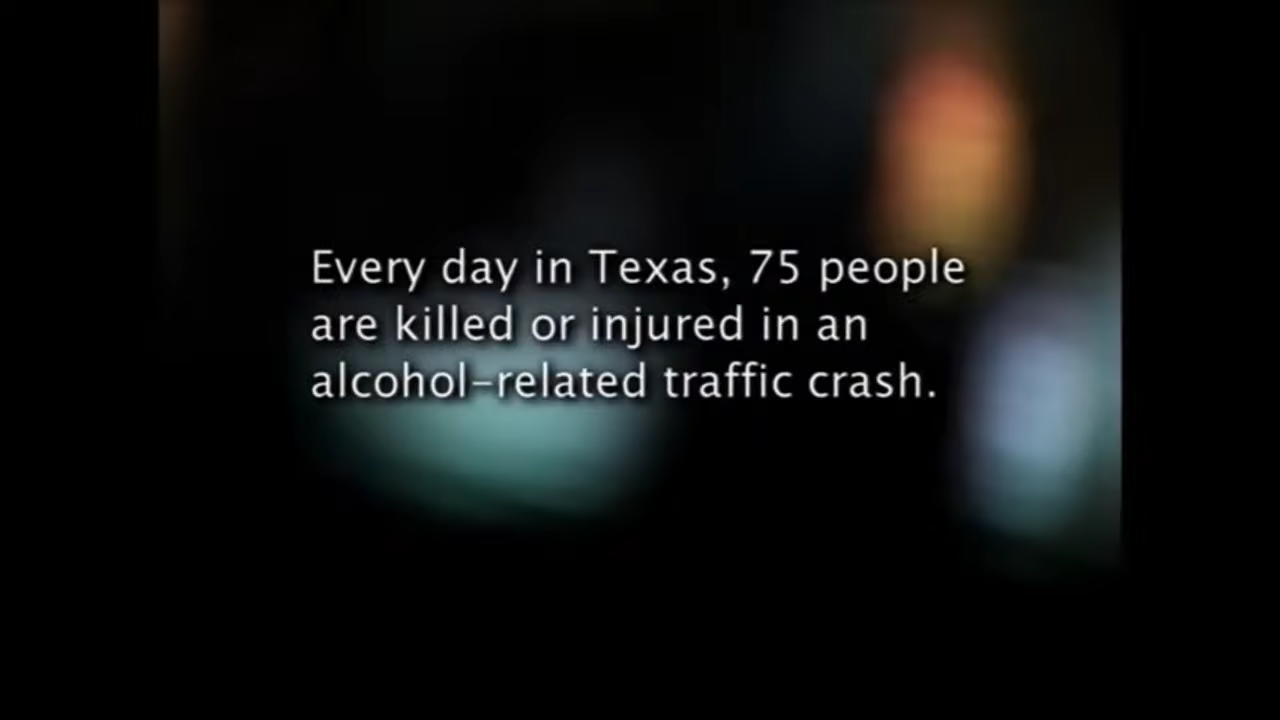 Every day in Texas, 75 people
are killed or injured in an
alcohol-related traffic crash.